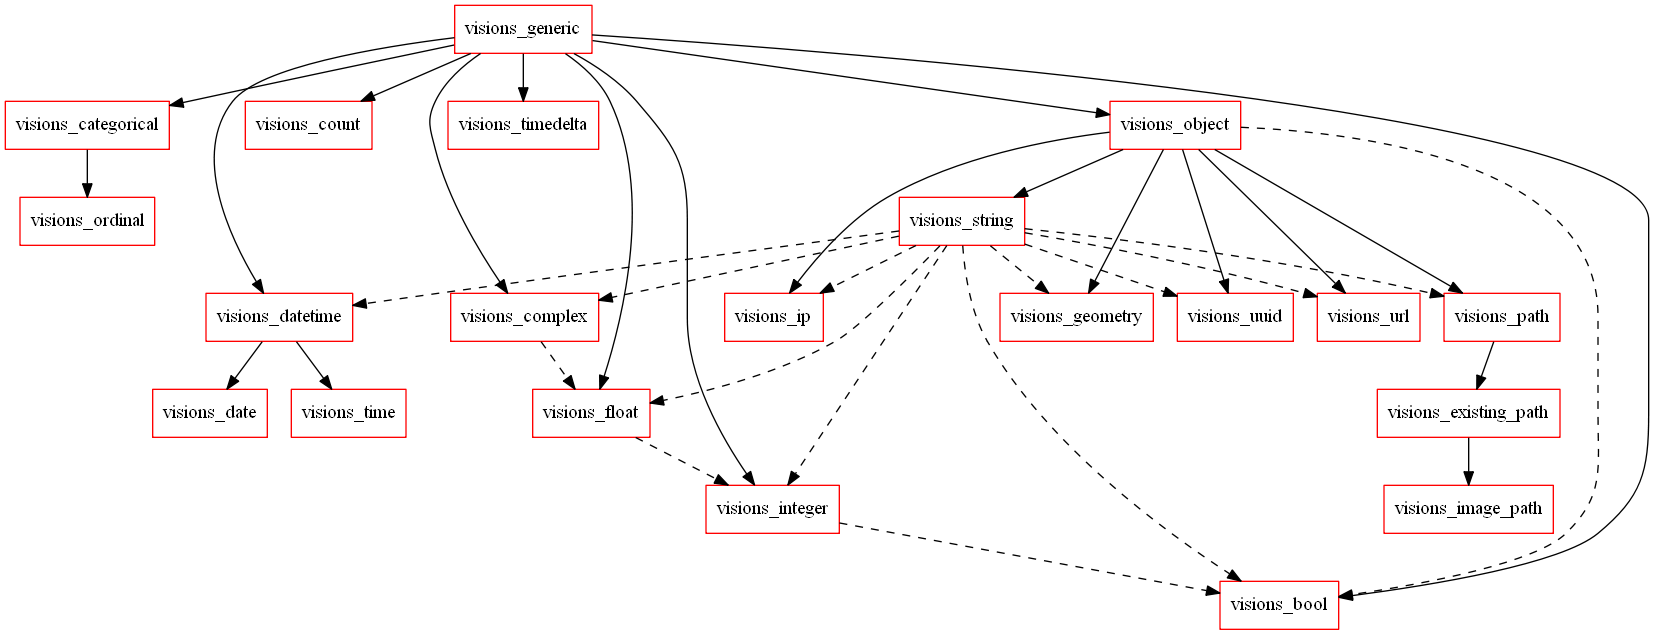 visions_generic
visions_categorical
visions_count
visions_timedelta
visions_object
visions_ordinal
visions_string
visions_datetime
visions_complex
visions_ip
visions_geometry
visions_uuid
visions_url
visions_path
visions_date
visions_time
visions_float
visions_existing_path
visions_integer
visions_image_path
visions_bool